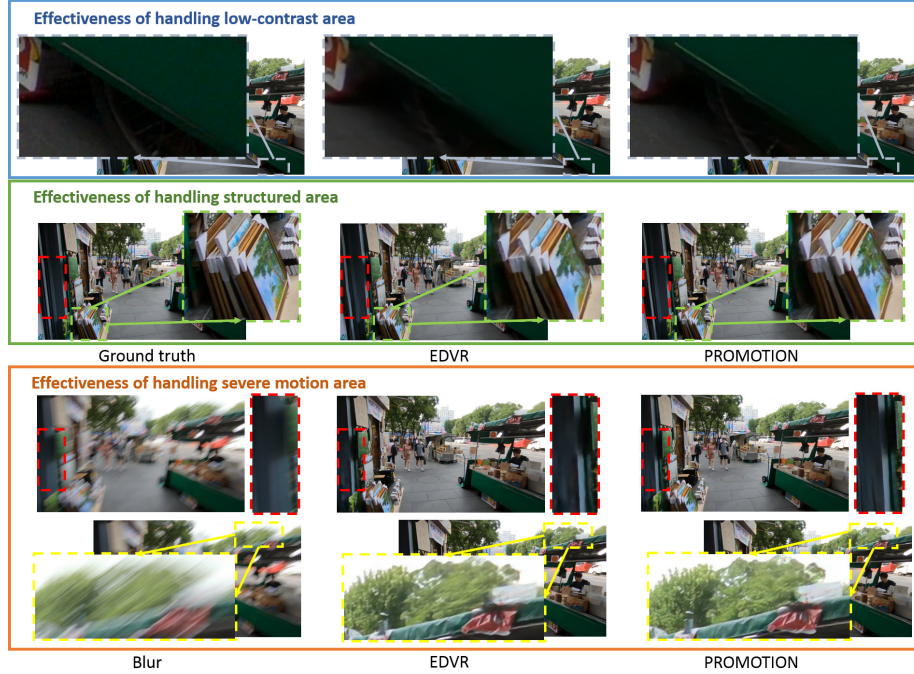 Effectiveness of handling low-contrast area
Effectiveness of handling structured area
Ground truth
EDVR
PROMOTION
Effectiveness of handling severe motion area
Blur
EDVR
PROMOTION